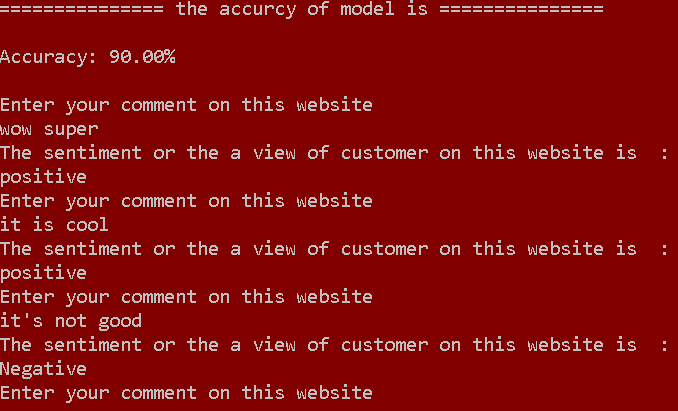 =============== the accurcy of model is ===============
Accuracy: 90.00%
Enter your comment on this website
wow super
The sentiment or the a view of customer on this website is  :
positive
Enter your comment on this website
it is cool
The sentiment or the a view of customer on this website is  :
positive
Enter your comment on this website
it's not good
The sentiment or the a view of customer on this website is  :
Negative
Enter your comment on this website